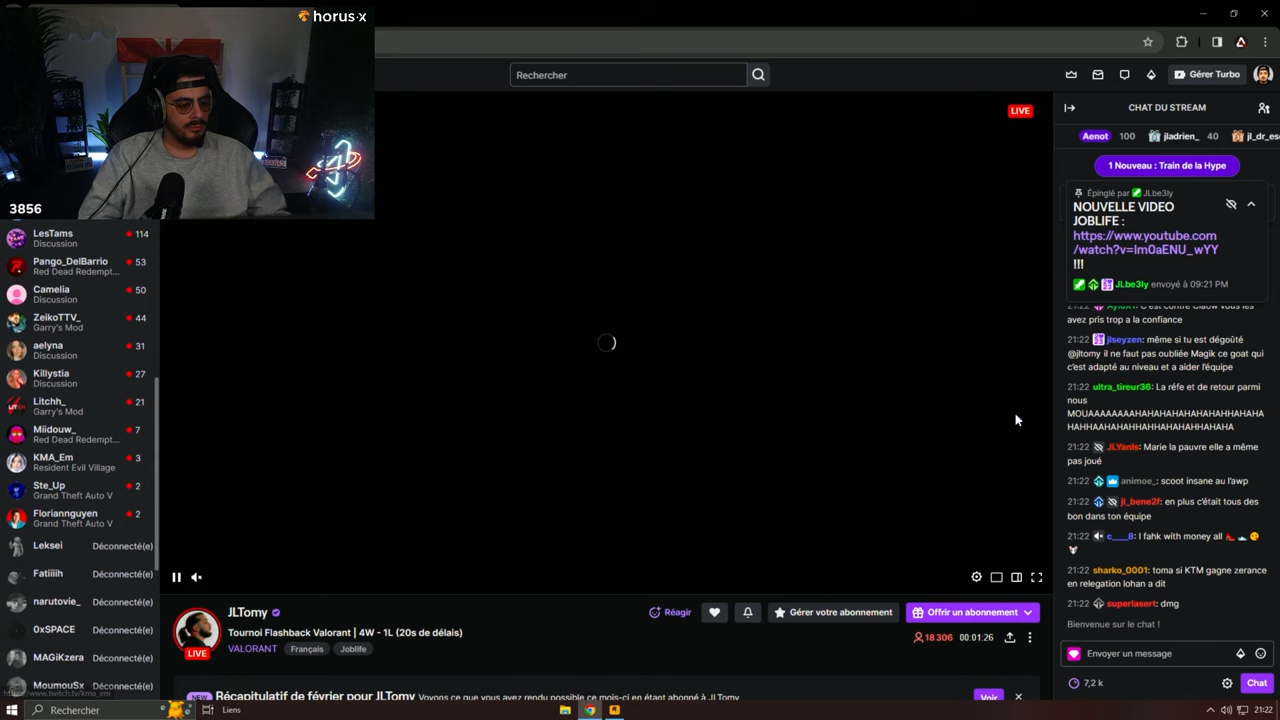 horus·x
3856
Rechercher
Gérer Turbo
LIVE
LesTams
114
Discussion
Pango_DelBarrio
53
Red Dead Redempt...
Camelia
50
Discussion
ZeikoTTV_
44
Garry's Mod
aelyna
31
Discussion
Killystia
27
Discussion
Litchh_
21
Garry's Mod
Miidouw_
7
Red Dead Redempt...
KMA_Em
3
Resident Evil Village
Ste_Up
2
Grand Theft Auto V
Floriannguyen
2
Grand Theft Auto V
Leksei
Déconnecté(e)
Fatiiiih
Déconnecté(e)
narutovie_
Déconnecté(e)
0xSPACE
Déconnecté(e)
MAGiKzera
Déconnecté(e)
MoumousSx
Déconnecté(e)
https://www.twitch.tv/kma_em
JLTomy
LIVE
Tournoi Flashback Valorant | 4W - 1L (20s de délais)
VALORANT
Français
Joblife
Réagir
Gérer votre abonnement
Offrir un abonnement
18 306
00:01:26
NEW
Récapitulatif de février pour JLTomy
Voyons ce que vous avez rendu possible ce mois-ci en étant abonné à JLTomy
Voir
CHAT DU STREAM
Aenot 100
jladrien_ 40
1 Nouveau : Train de la Hype
Épinglé par JLbe3ly
NOUVELLE VIDEO
JOBLIFE :
https://www.youtube.com
/watch?v=lm0aENU_wYY
!!!
JLbe3ly envoyé à 09:21 PM
avez pris trop a la confiance
21:22 jlseyzen: même si tu est dégoûté
@jltomy il ne faut pas oubliée Magik ce goat qui
c'est adapté au niveau et a aider l'équipe
21:22 ultra_tireur36: La réfe et de retour parmi
nous
MOUAAAAAAAHAHAHAHAHAHAHHAHAHA
HAHHAAHAHAHHAHAHHAHAHAHAHA
21:22 JLYanls: Marie la pauvre elle a même
pas joué
21:22 animoe_: scoot insane au l'awp
21:22 jl_bene2f: en plus c'était tous des
bon dans ton équipe
21:22 c____8: I fahk with money all
21:22 sharko_0001: toma si KTM gagne zerance
en relegation lohan a dit
21:22 superlasert: dmg
Bienvenue sur le chat !
Envoyer un message
7,2 k
Chat
Rechercher
Liens
21:22